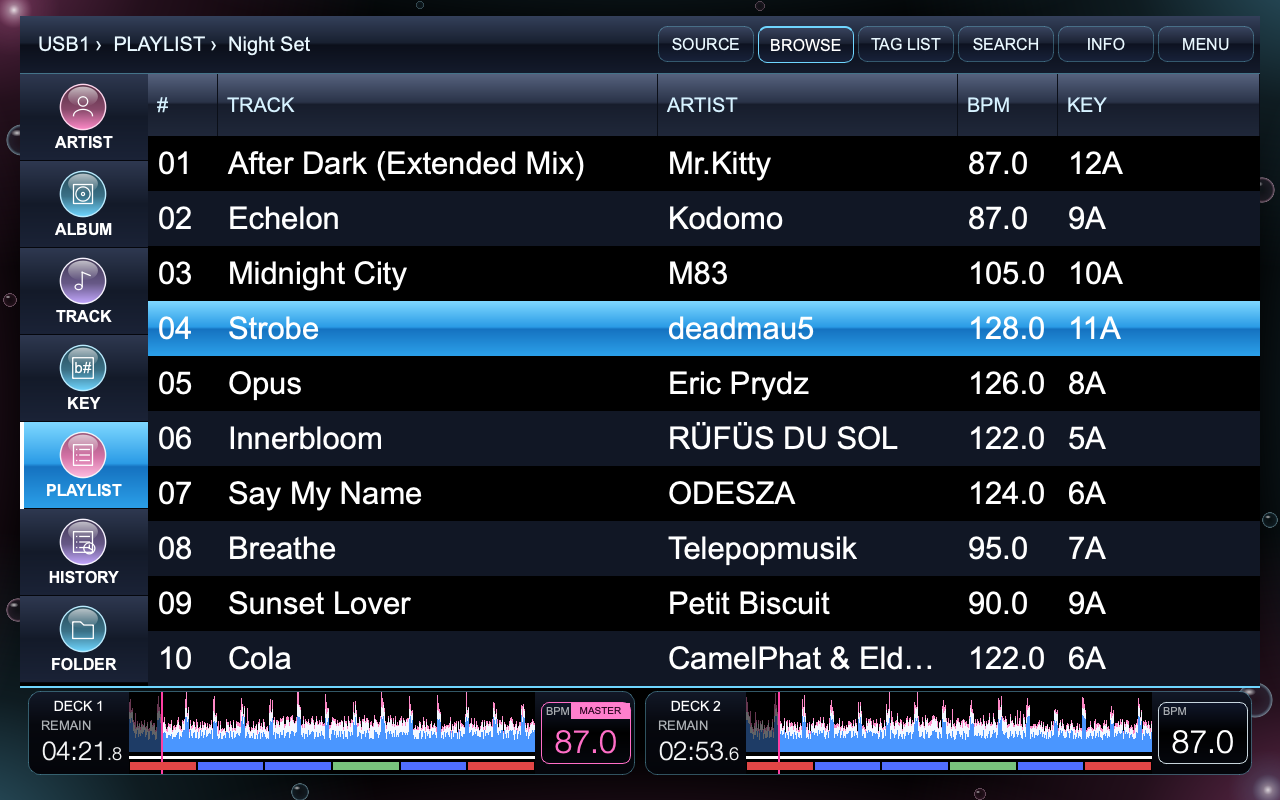 USB1 › PLAYLIST › Night Set
SOURCE BROWSE TAG LIST SEARCH INFO MENU
ARTIST
ALBUM
TRACK
b#
KEY
PLAYLIST
HISTORY
FOLDER
# TRACK ARTIST BPM KEY
01 After Dark (Extended Mix) Mr.Kitty 87.0 12A
02 Echelon Kodomo 87.0 9A
03 Midnight City M83 105.0 10A
04 Strobe deadmau5 128.0 11A
05 Opus Eric Prydz 126.0 8A
06 Innerbloom RÜFÜS DU SOL 122.0 5A
07 Say My Name ODESZA 124.0 6A
08 Breathe Telepopmusik 95.0 7A
09 Sunset Lover Petit Biscuit 90.0 9A
10 Cola CamelPhat & Eld… 122.0 6A
DECK 1
REMAIN
04:21.8
BPM MASTER
87.0
DECK 2
REMAIN
02:53.6
BPM
87.0